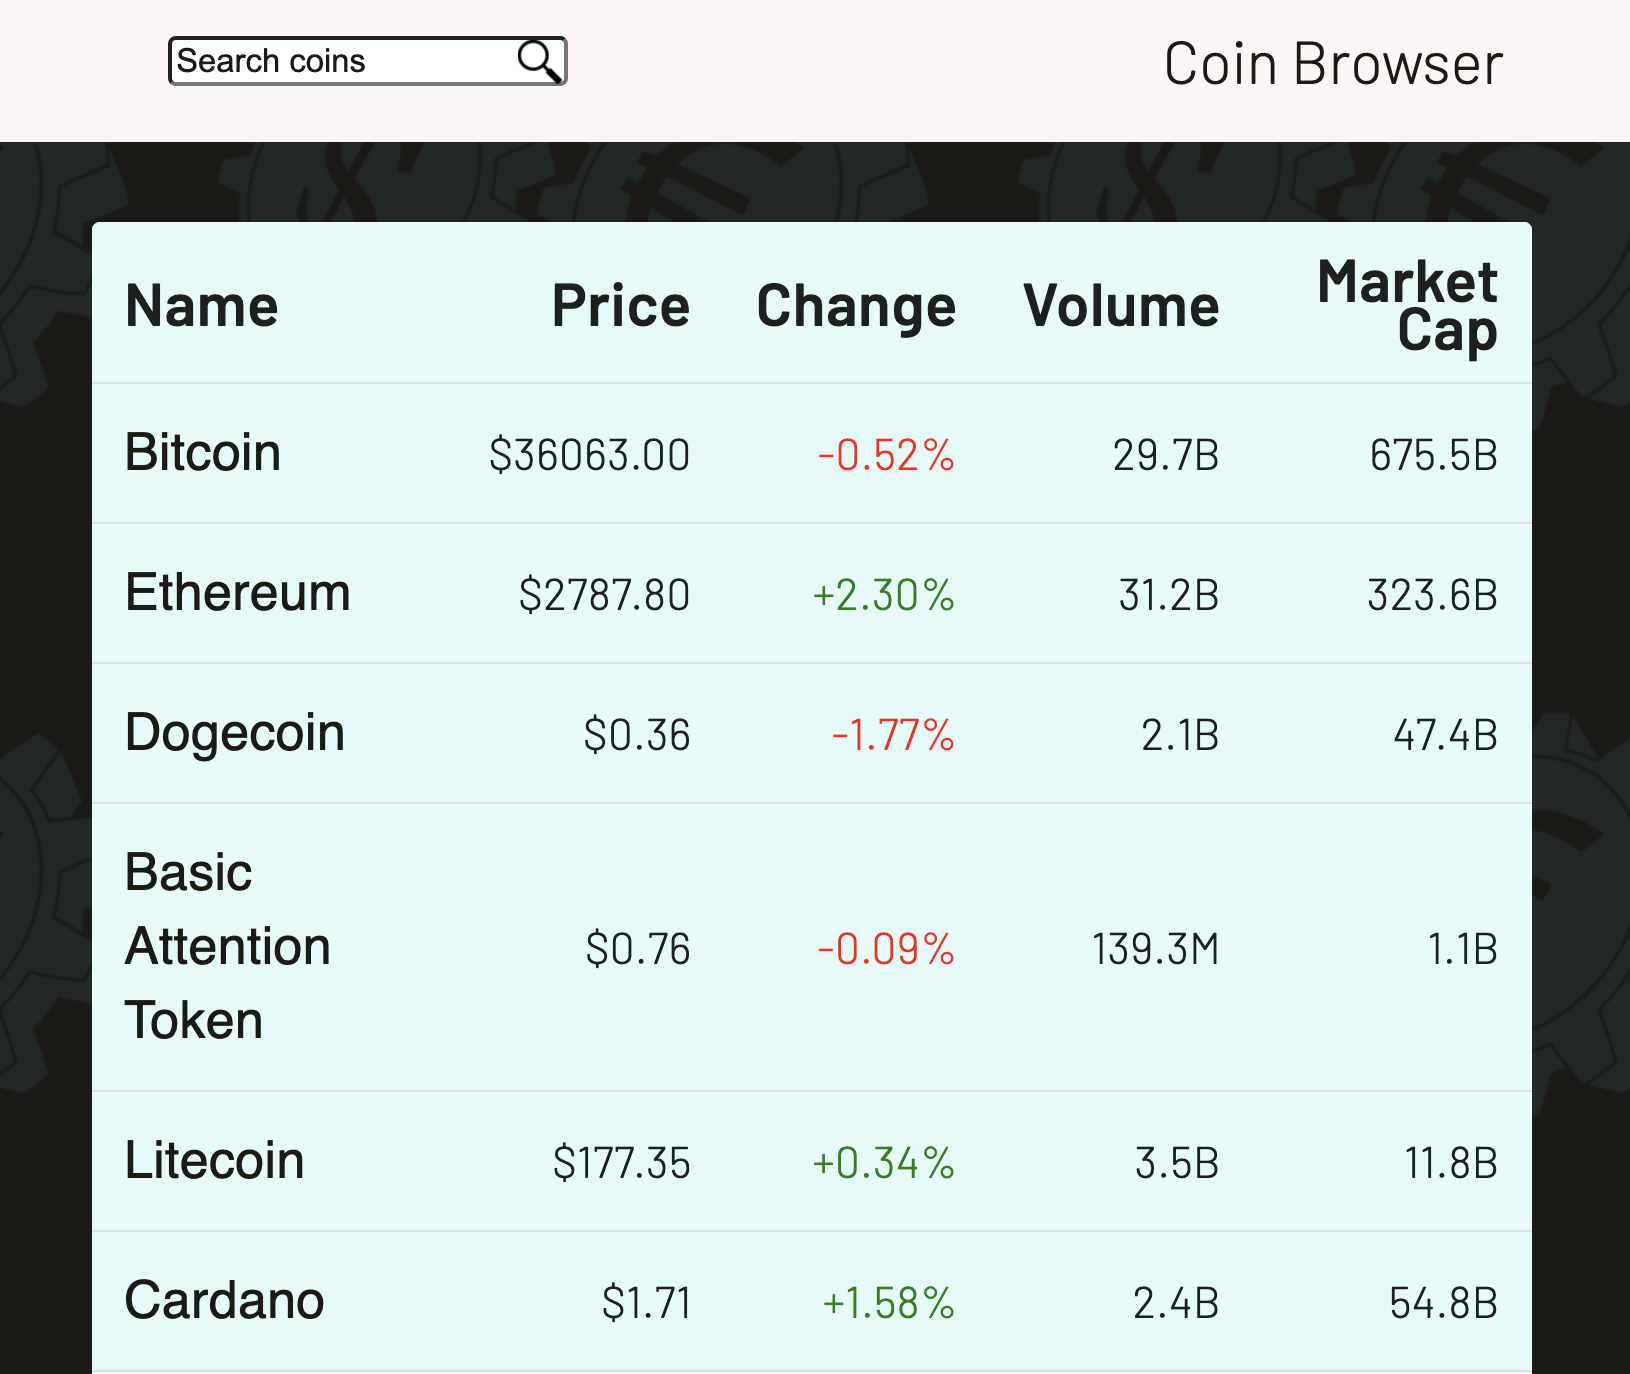 Search coins
Coin Browser
Name Price Change Volume Market Cap
Bitcoin $36063.00 -0.52% 29.7B 675.5B
Ethereum $2787.80 +2.30% 31.2B 323.6B
Dogecoin $0.36 -1.77% 2.1B 47.4B
Basic
Attention $0.76 -0.09% 139.3M 1.1B
Token
Litecoin $177.35 +0.34% 3.5B 11.8B
Cardano $1.71 +1.58% 2.4B 54.8B